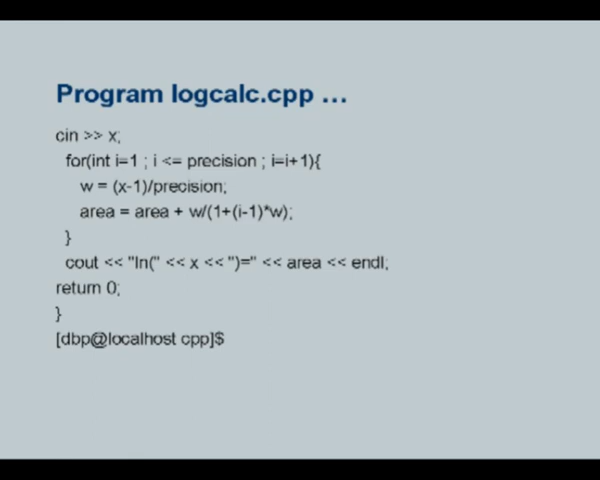 Program logcalc.cpp …
cin >> x;
for(int i=1 ; i <= precision ; i=i+1){
w = (x-1)/precision;
area = area + w/(1+(i-1)*w);
}
cout << "ln(" << x << ")=" << area << endl;
return 0;
}
[dbp@localhost cpp]$